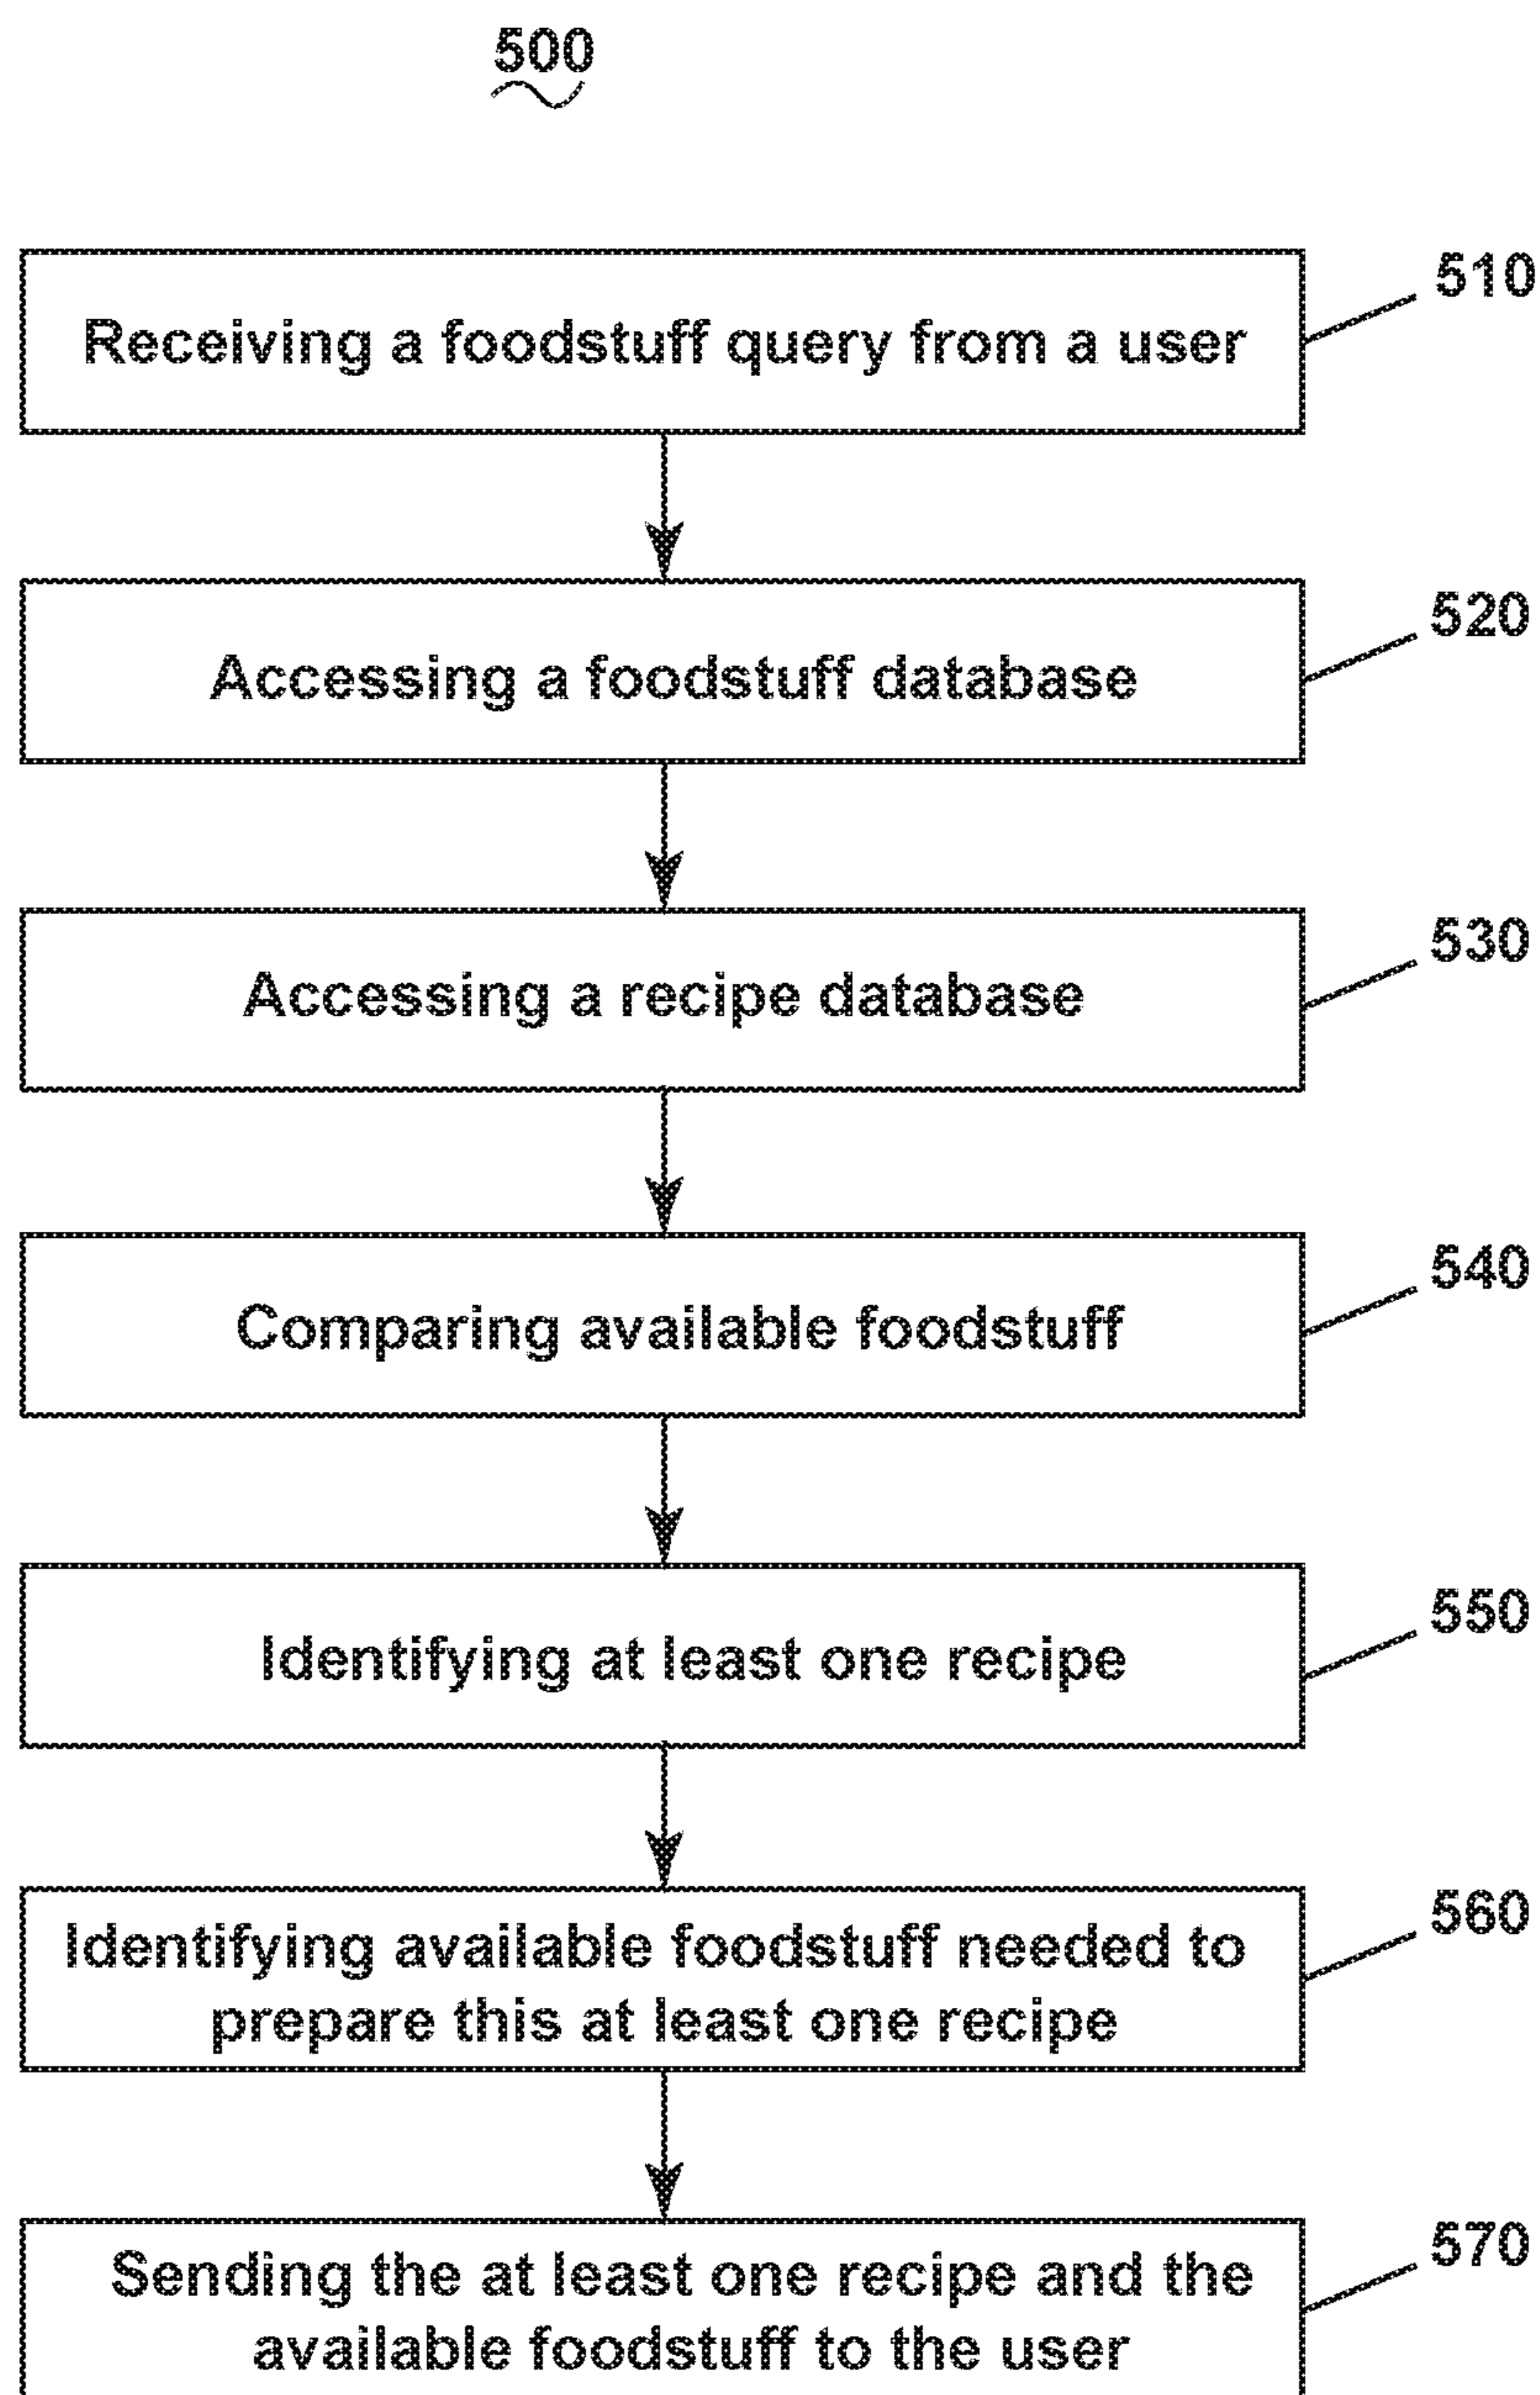 500
Receiving a foodstuff query from a user
510
Accessing a foodstuff database
520
Accessing a recipe database
530
Comparing available foodstuff
540
Identifying at least one recipe
550
Identifying available foodstuff needed to
prepare this at least one recipe
560
Sending the at least one recipe and the
available foodstuff to the user
570